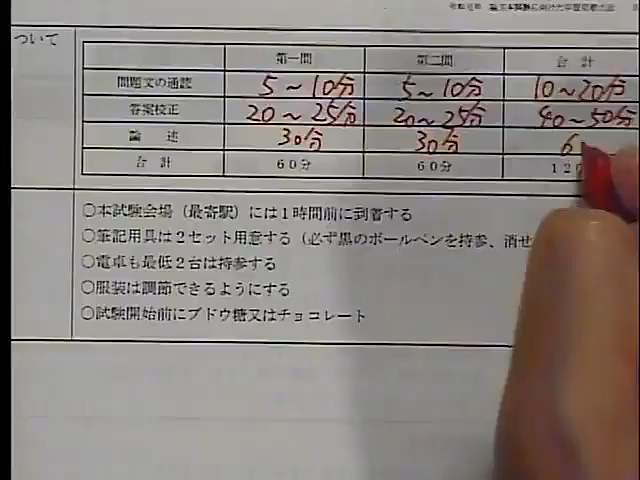 ついて
第一問 第二問 合計
問題文の通読 5～10分 5～10分 10～20分
答案校正 20～25分 20～25分 40～50分
論述 30分 30分 6
合計 60分 60分 12
○本試験会場（最寄駅）には1時間前に到着する
○筆記用具は2セット用意する（必ず黒のボールペンを持参、消せ
○電卓も最低2台は持参する
○服装は調節できるようにする
○試験開始前にブドウ糖又はチョコレート